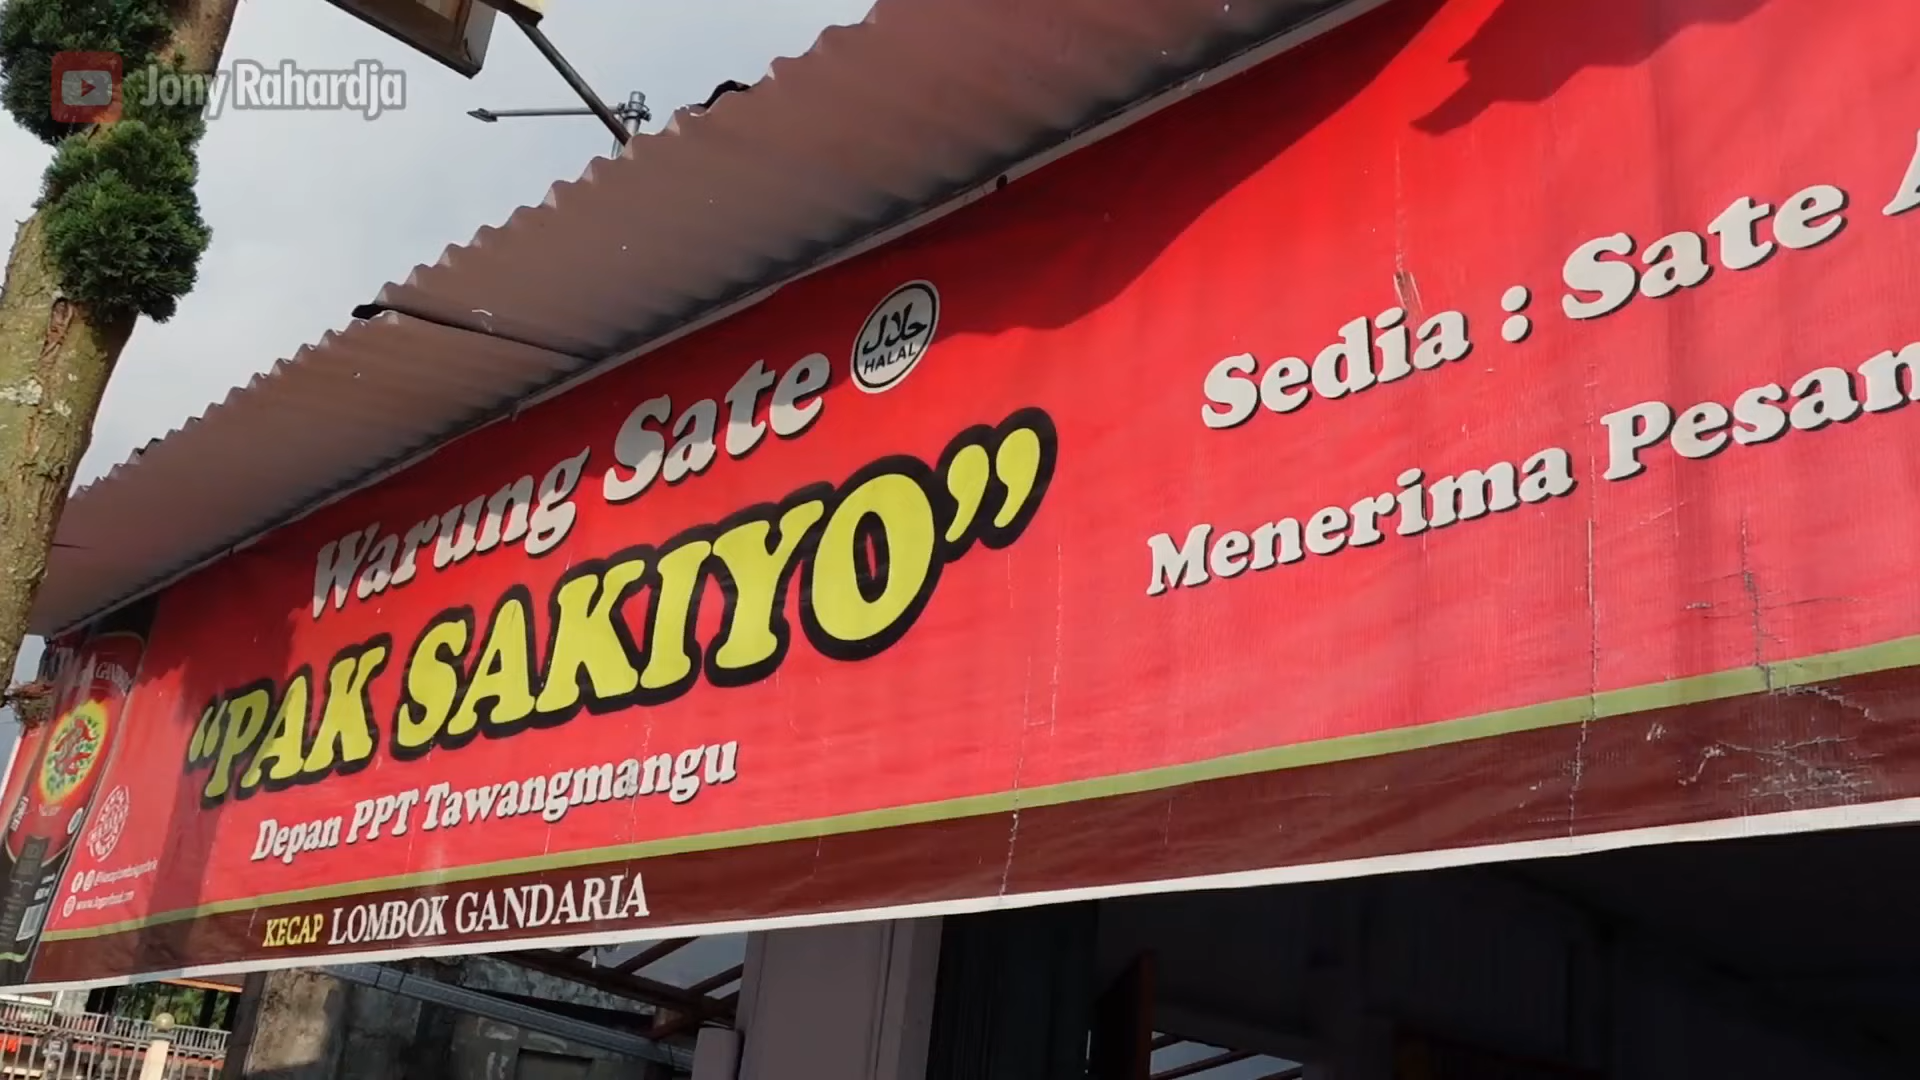 Jony Rahardja
Warung Sate
حلال
HALAL
"PAK SAKIYO"
Depan PPT Tawangmangu
KECAP LOMBOK GANDARIA
Sedia : Sate
Menerima Pesan